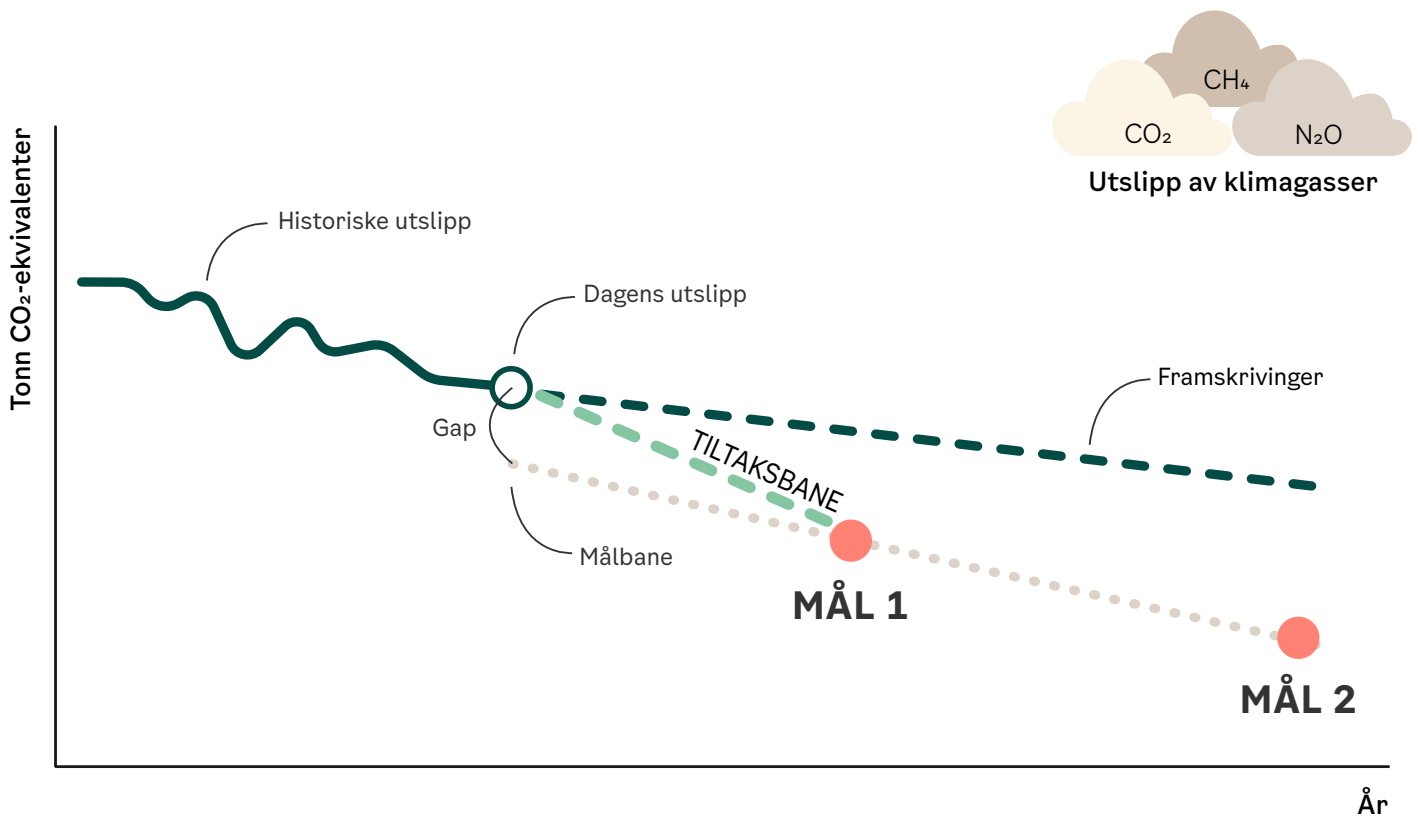 CH₄
CO₂
N₂O
Utslipp av klimagasser
Tonn CO₂-ekvivalenter
Historiske utslipp
Dagens utslipp
Framskrivinger
Gap
TILTAKSBANE
Målbane
MÅL 1
MÅL 2
År